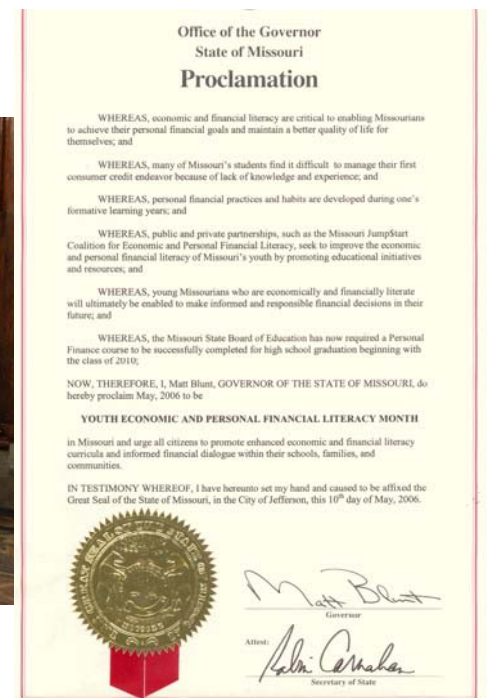 Office of the Governor
State of Missouri
Proclamation
WHEREAS, economic and financial literacy are critical to enabling Missourians
to achieve their personal financial goals and maintain a better quality of life for
themselves; and
WHEREAS, many of Missouri's students find it difficult to manage their first
consumer credit endeavor because of lack of knowledge and experience; and
WHEREAS, personal financial practices and habits are developed during one's
formative learning years; and
WHEREAS, public and private partnerships, such as the Missouri JumpStart
Coalition for Economic and Personal Financial Literacy, seek to improve the economic
and personal financial literacy of Missouri's youth by promoting educational initiatives
and resources; and
WHEREAS, young Missourians who are economically and financially literate
will ultimately be enabled to make informed and responsible financial decisions in their
future; and
WHEREAS, the Missouri State Board of Education has now required a Personal
Finance course to be successfully completed for high school graduation beginning with
the class of 2010;
NOW, THEREFORE, I, Matt Blunt, GOVERNOR OF THE STATE OF MISSOURI, do
hereby proclaim May, 2006 to be
YOUTH ECONOMIC AND PERSONAL FINANCIAL LITERACY MONTH
in Missouri and urge all citizens to promote enhanced economic and financial literacy
curricula and informed financial dialogue within their schools, families, and
communities.
IN TESTIMONY WHEREOF, I have hereunto set my hand and caused to be affixed the
Great Seal of the State of Missouri, in the City of Jefferson, this 10th day of May, 2006.
Matt Blunt
Governor
Attest:
Robin Carnahan
Secretary of State